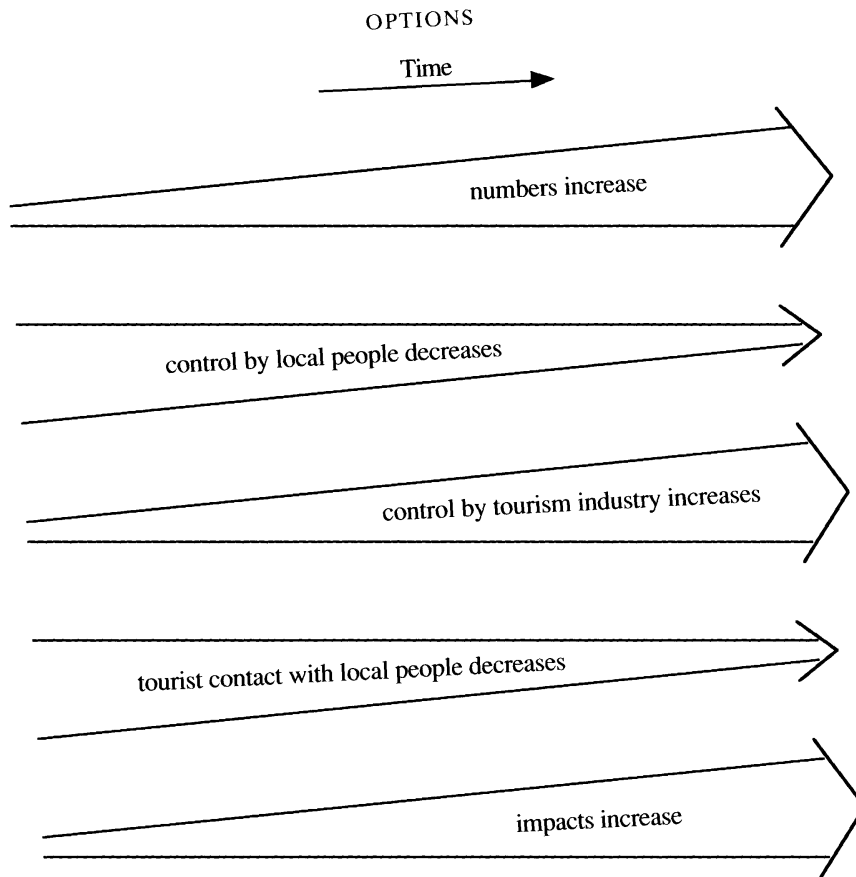 OPTIONS
Time
numbers increase
control by local people decreases
control by tourism industry increases
tourist contact with local people decreases
impacts increase